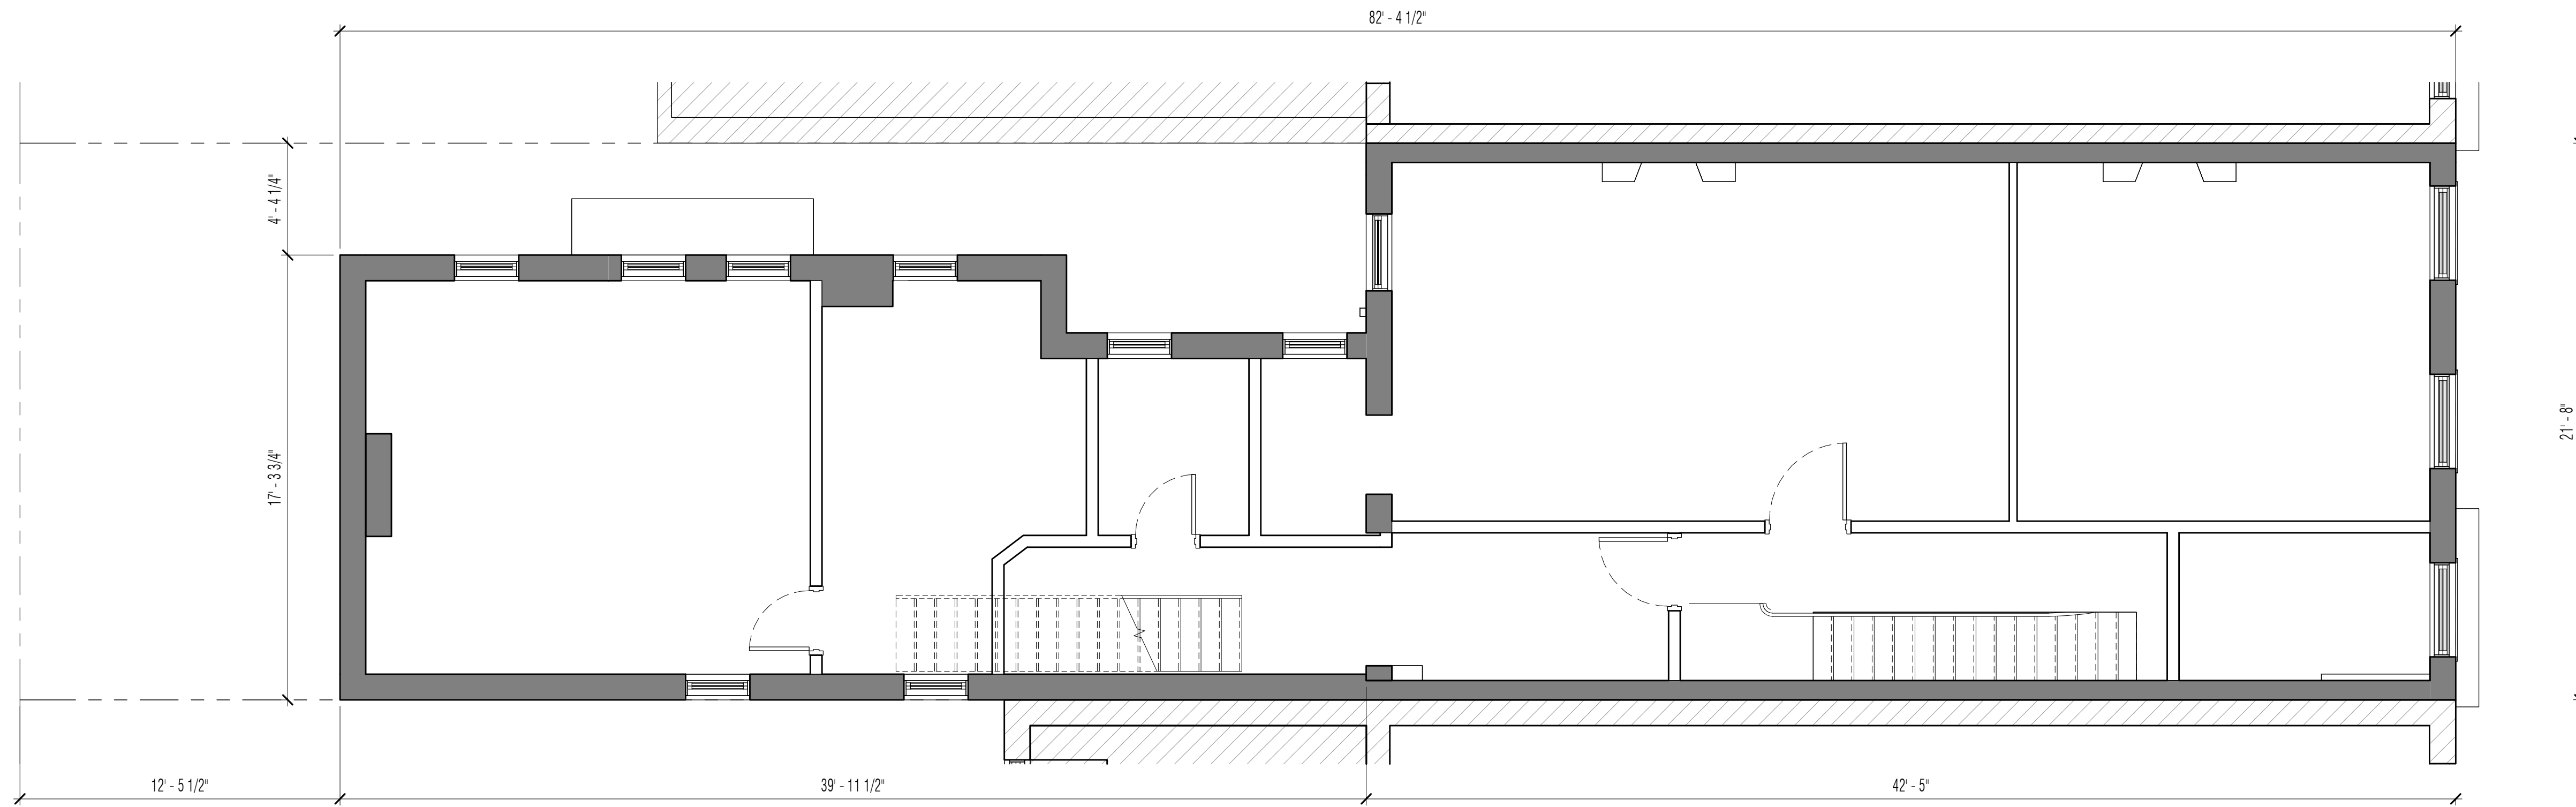 82' - 4 1/2"
4' - 4 1/4"
17' - 3 3/4"
21' - 8"
12' - 5 1/2"
39' - 11 1/2"
42' - 5"